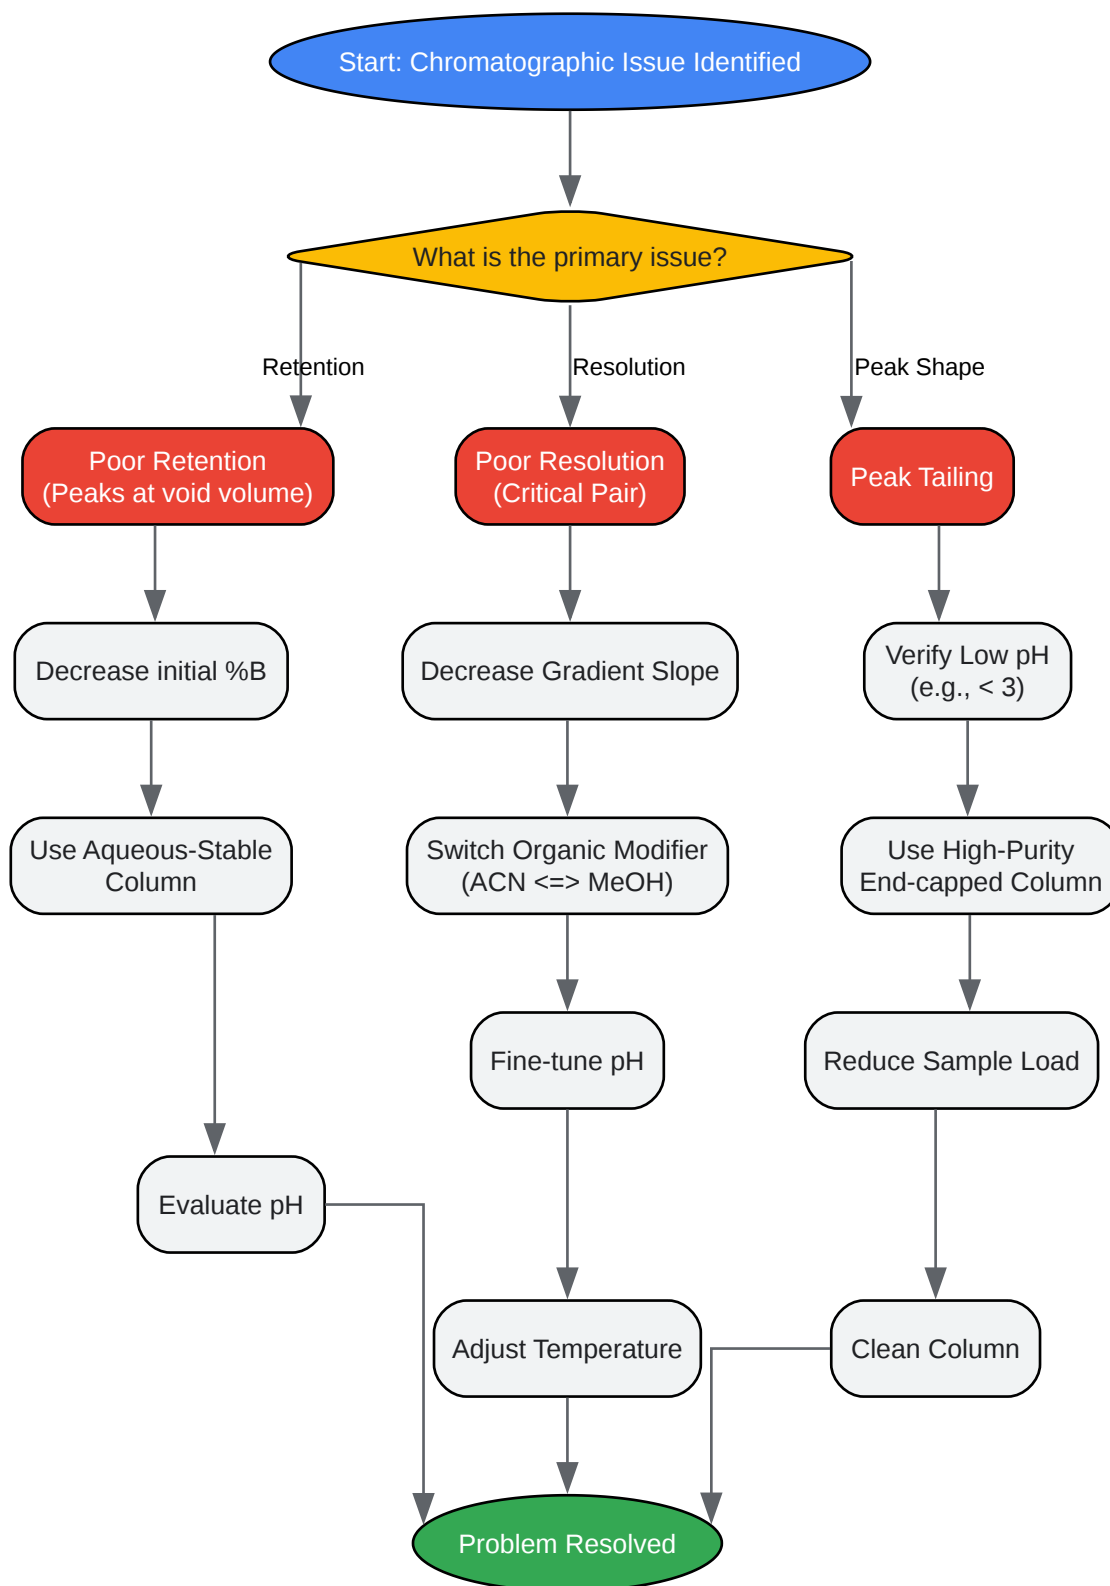 Start: Chromatographic Issue Identified
What is the primary issue?
Retention
Resolution
Peak Shape
Poor Retention
(Peaks at void volume)
Poor Resolution
(Critical Pair)
Peak Tailing
Decrease initial %B
Decrease Gradient Slope
Verify Low pH
(e.g., < 3)
Use Aqueous-Stable
Column
Switch Organic Modifier
(ACN <=> MeOH)
Use High-Purity
End-capped Column
Fine-tune pH
Reduce Sample Load
Evaluate pH
Adjust Temperature
Clean Column
Problem Resolved